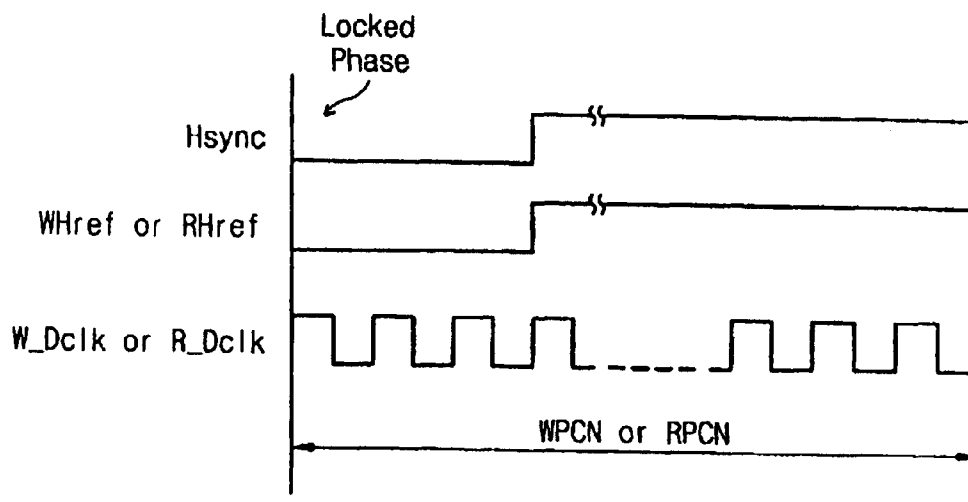 Locked
Phase
Hsync
WHref or RHref
W_Dclk or R_Dclk
WPCN or RPCN